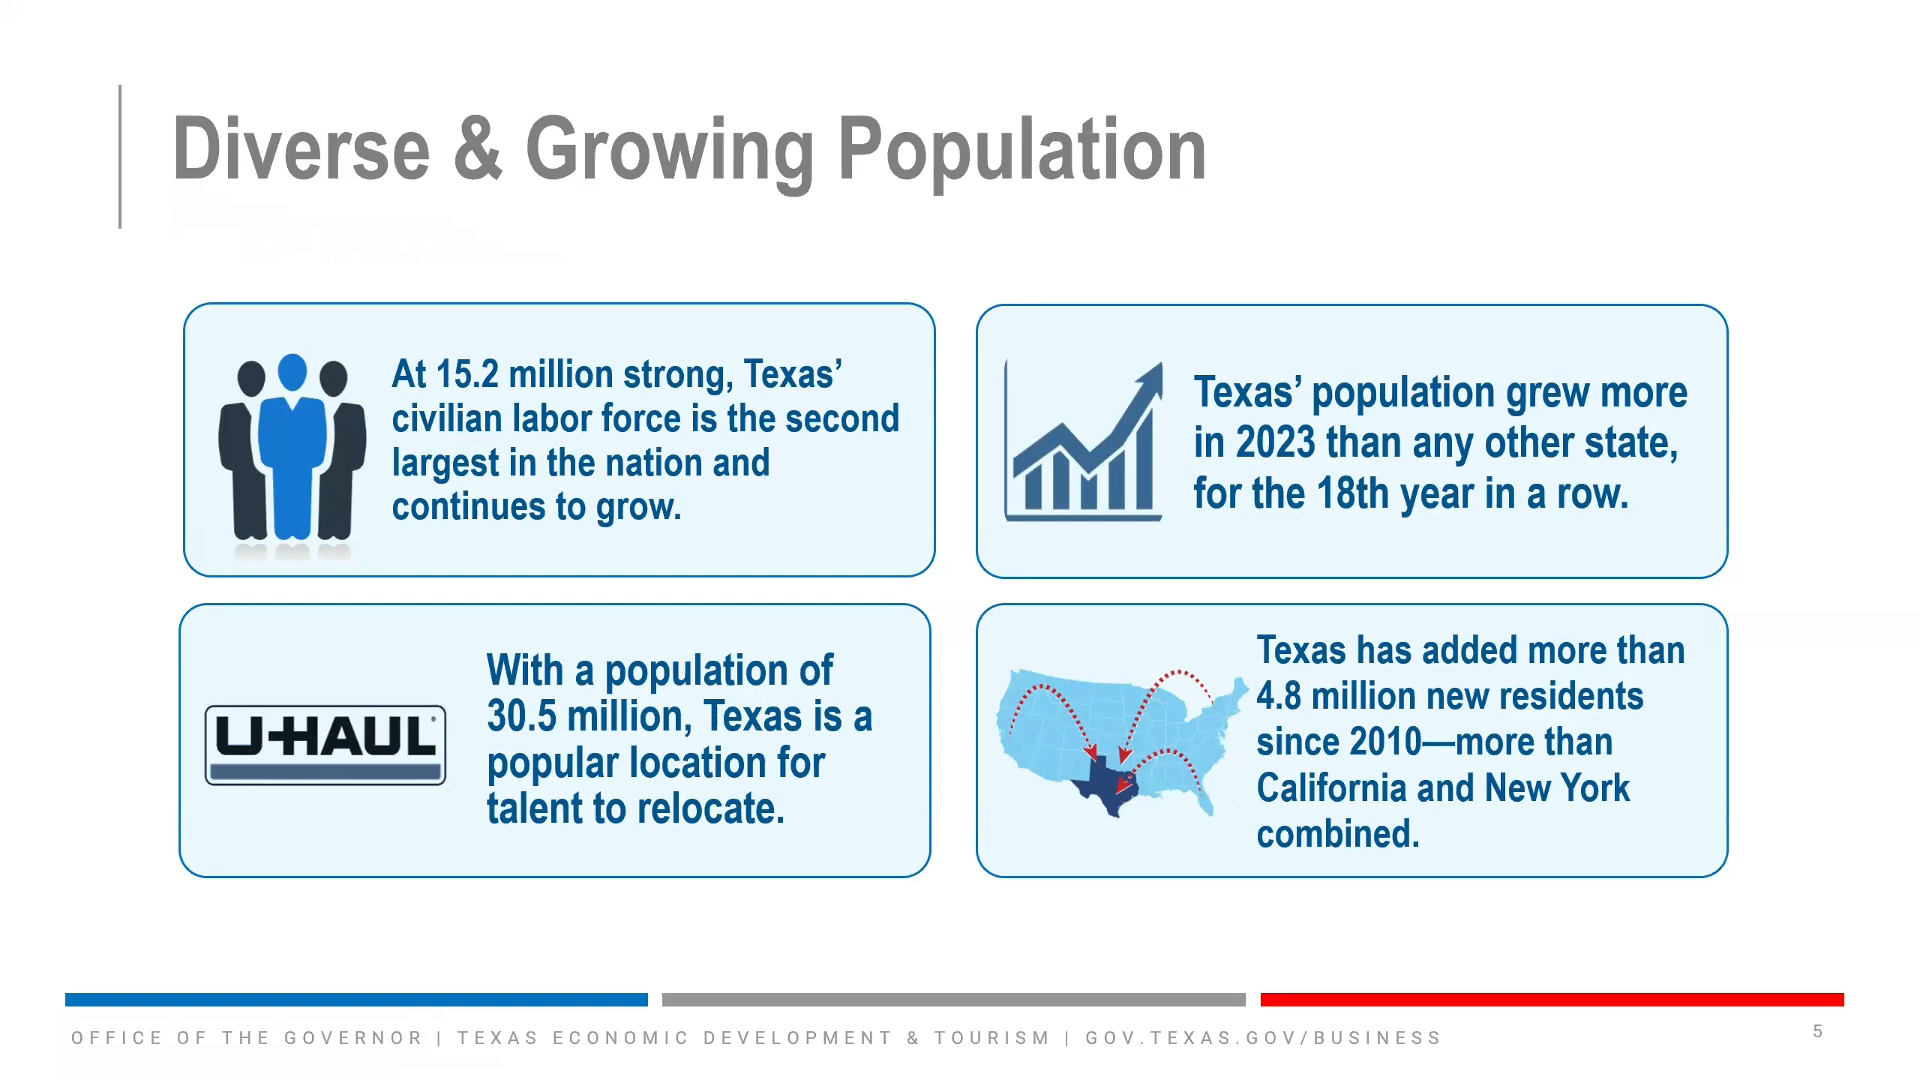 Diverse & Growing Population
At 15.2 million strong, Texas’
civilian labor force is the second
largest in the nation and
continues to grow.
Texas’ population grew more
in 2023 than any other state,
for the 18th year in a row.
U-HAUL
With a population of
30.5 million, Texas is a
popular location for
talent to relocate.
Texas has added more than
4.8 million new residents
since 2010—more than
California and New York
combined.
OFFICE OF THE GOVERNOR | TEXAS ECONOMIC DEVELOPMENT & TOURISM | GOV.TEXAS.GOV/BUSINESS
5